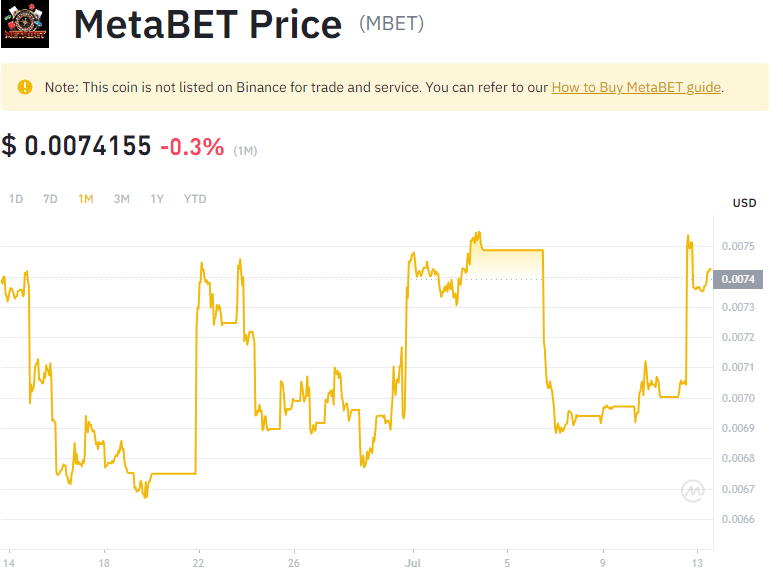 METABET
MetaBET Price (MBET)
Note: This coin is not listed on Binance for trade and service. You can refer to our How to Buy MetaBET guide.
$ 0.0074155 -0.3% (1M)
1D 7D 1M 3M 1Y YTD
USD
0.0075
0.0074
0.0073
0.0072
0.0071
0.0070
0.0069
0.0068
0.0067
0.0066
14 18 22 26 Jul 5 9 13